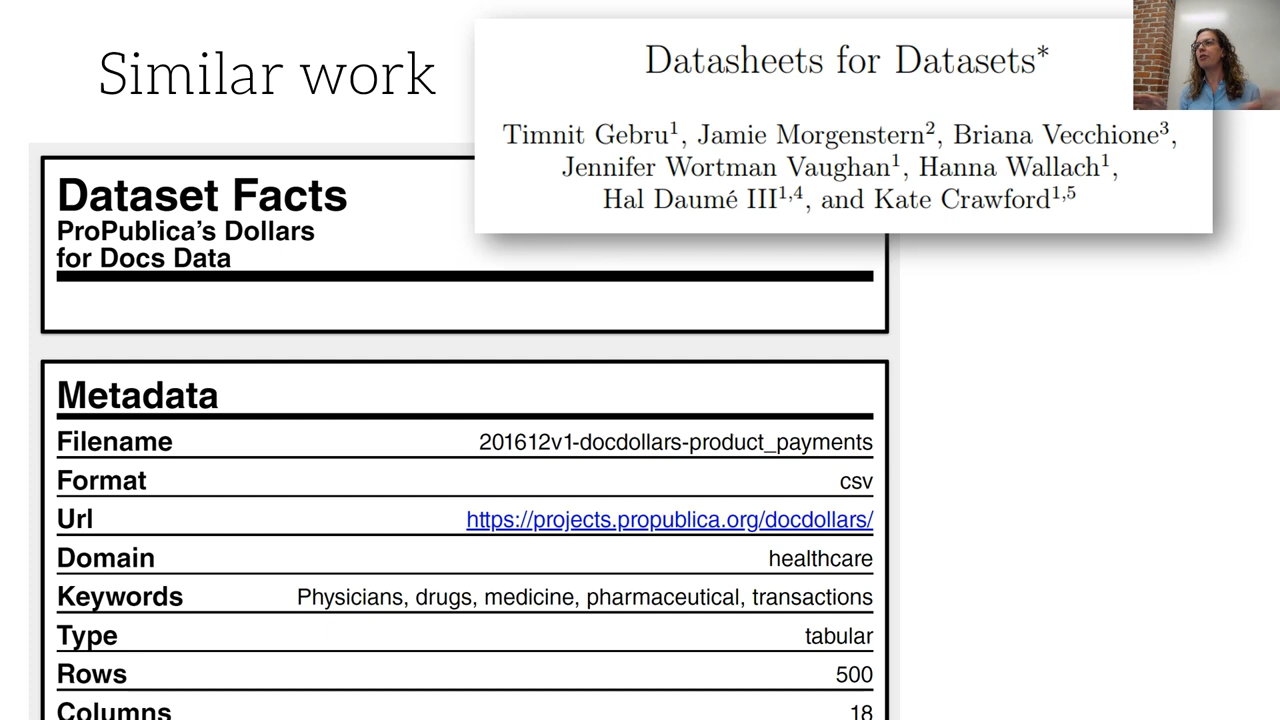 Similar work
Datasheets for Datasets*
Timnit Gebru¹, Jamie Morgenstern², Briana Vecchione³,
Jennifer Wortman Vaughan¹, Hanna Wallach¹,
Hal Daumé III¹,⁴, and Kate Crawford¹,⁵
Dataset Facts
ProPublica's Dollars
for Docs Data
Metadata
Filename 201612v1-docdollars-product_payments
Format csv
Url https://projects.propublica.org/docdollars/
Domain healthcare
Keywords Physicians, drugs, medicine, pharmaceutical, transactions
Type tabular
Rows 500
Columns 18